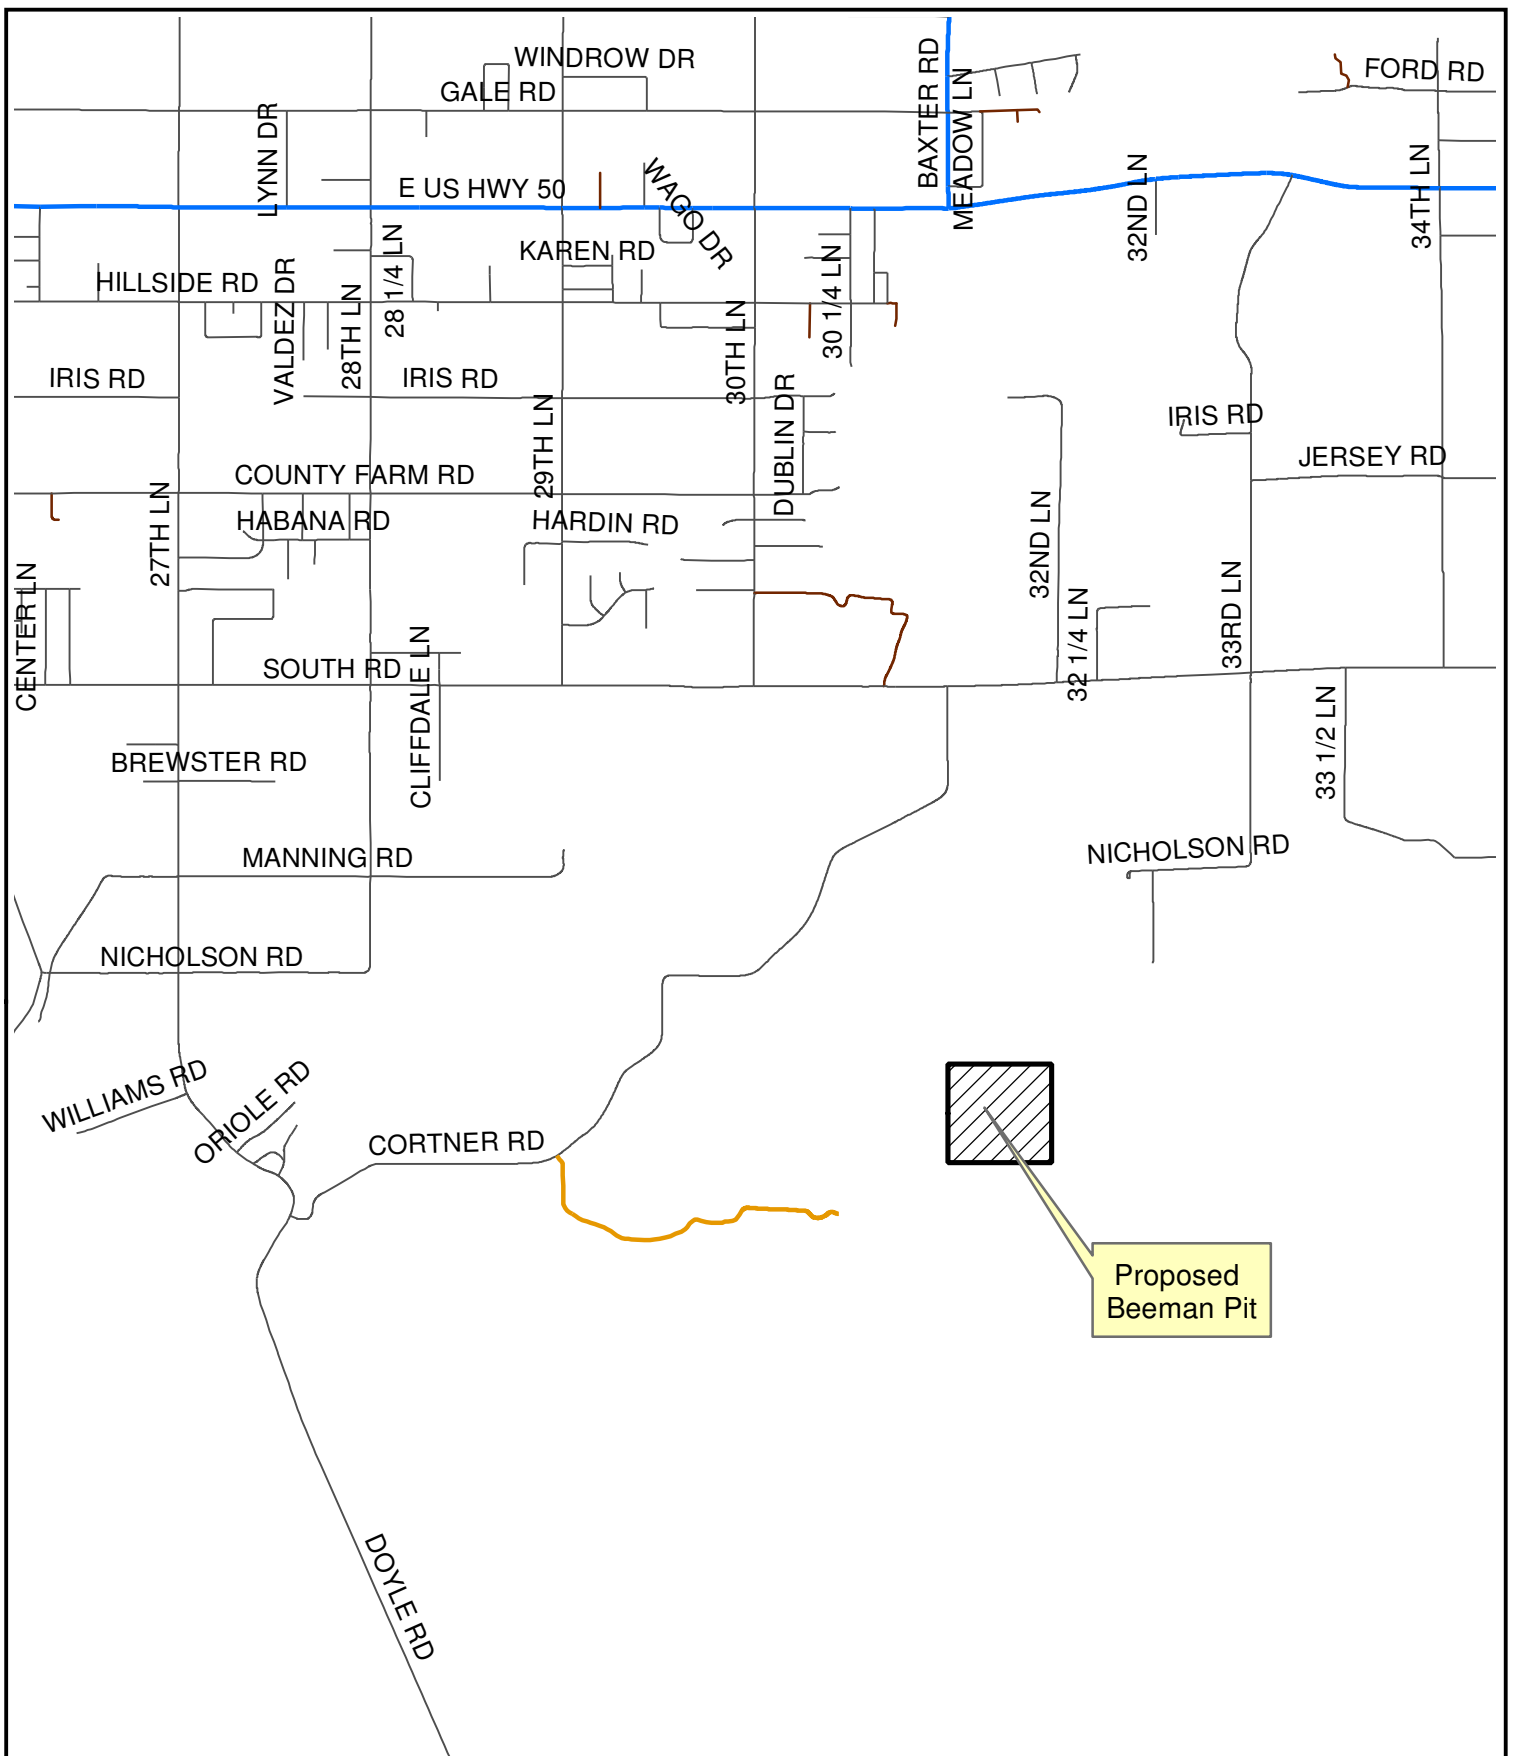 WINDROW DR
GALE RD
BAXTER RD
MEADOW LN
FORD RD
LYNN DR
E US HWY 50
WAGO DR
32ND LN
34TH LN
KAREN RD
HILLSIDE RD
VALDEZ DR
28TH LN
28 1/4 LN
30TH LN
30 1/4 LN
IRIS RD
IRIS RD
29TH LN
DUBLIN DR
IRIS RD
JERSEY RD
COUNTY FARM RD
27TH LN
HABANA RD
HARDIN RD
32ND LN
CENTER LN
32 1/4 LN
33RD LN
SOUTH RD
CLIFFDALE LN
33 1/2 LN
BREWSTER RD
MANNING RD
NICHOLSON RD
NICHOLSON RD
WILLIAMS RD
ORIOLE RD
CORTNER RD
Proposed
Beeman Pit
DOYLE RD